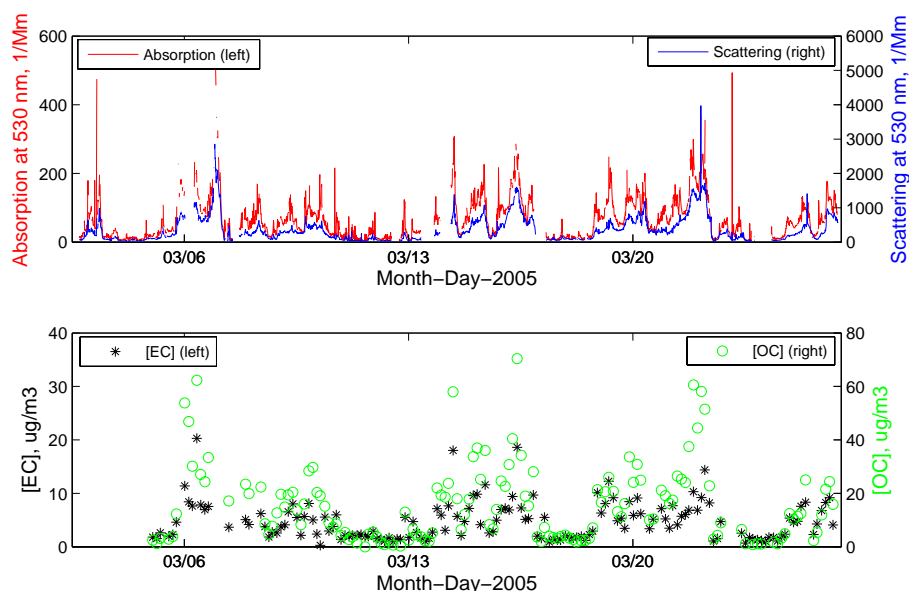 600
400
200
0
Absorption at 530 nm, 1/Mm
Absorption (left)
Scattering (right)
6000
5000
4000
3000
2000
1000
0
Scattering at 530 nm, 1/Mm
03/06
03/13
03/20
Month−Day−2005
40
30
20
10
0
[EC], ug/m3
[EC] (left)
[OC] (right)
80
60
40
20
0
[OC], ug/m3
03/06
03/13
03/20
Month−Day−2005